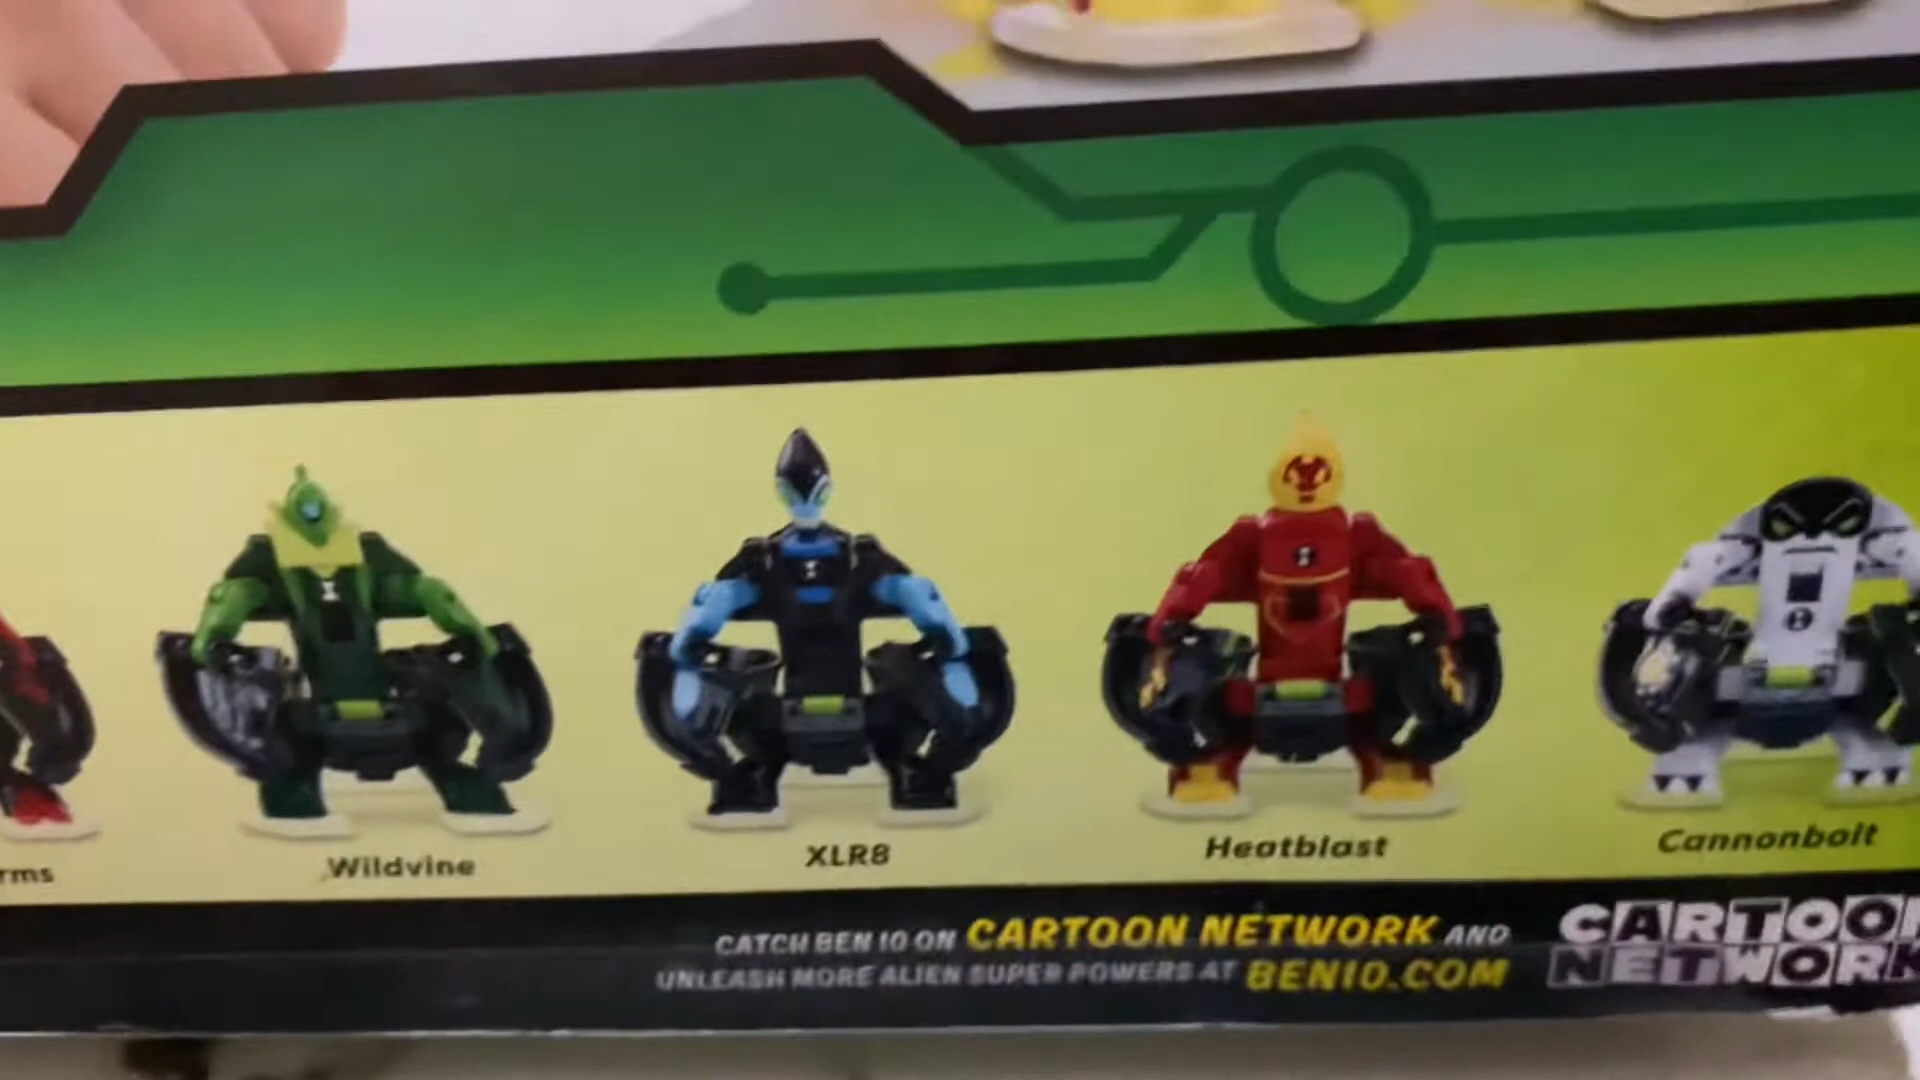 rms
Wildvine
XLR8
Heatblast
Cannonbolt
CATCH BEN 10 ON CARTOON NETWORK AND
UNLEASH MORE ALIEN SUPER POWERS AT BEN10.COM
CARTOON
NETWORK